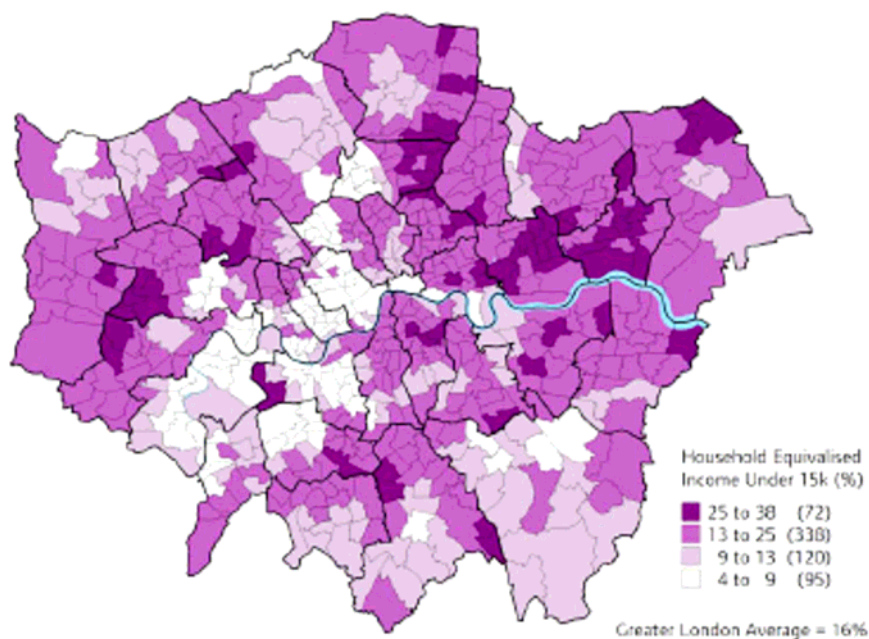 Household Equivalised
Income Under 15k (%)
25 to 38 (72)
13 to 25 (338)
9 to 13 (120)
4 to 9 (95)
Greater London Average = 16%